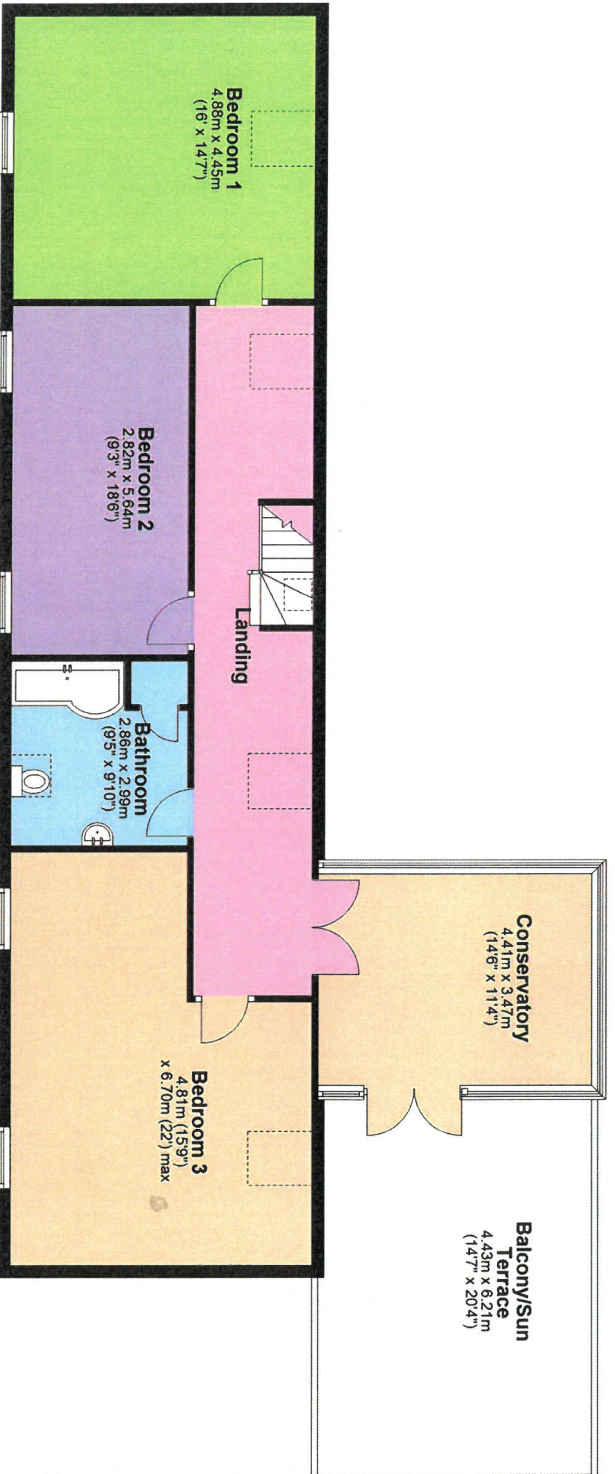 Bedroom 1
4.88m x 4.45m
(16' x 14'7")
Bedroom 2
2.82m x 5.64m
(9'3" x 18'6")
Landing
Bathroom
2.86m x 2.99m
(9'5" x 9'10")
Conservatory
4.41m x 3.47m
(14'6" x 11'4")
Bedroom 3
4.81m (15'9")
x 6.70m (22') max
Balcony/Sun
Terrace
4.43m x 6.21m
(14'7" x 20'4")